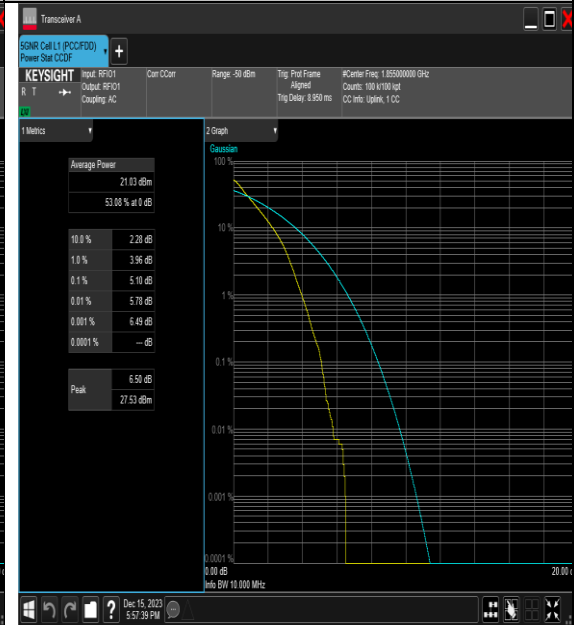 Transceiver A
5GNR Cell L1 (PCC/FDD)
Power Stat CCDF
+
KEYSIGHT
R T
Input: RFIO1
Output: RFIO1
Coupling: AC
Corr CCorr
Range: -50 dBm
Trig: Prot Frame
Aligned
Trig Delay: 8.950 ms
#Center Freq: 1.855000000 GHz
Counts: 100 k/100 kpt
CC Info: Uplink, 1 CC
1 Metrics
2 Graph
Average Power
21.03 dBm
53.08 % at 0 dB
10.0 % 2.28 dB
1.0 % 3.96 dB
0.1 % 5.10 dB
0.01 % 5.78 dB
0.001 % 6.49 dB
0.0001 % --- dB
Peak
6.50 dB
27.53 dBm
Gaussian
100 %
10 %
1 %
0.1 %
0.01 %
0.001 %
0.0001 %
0.00 dB
20.00
Info BW 10.000 MHz
?
Dec 15, 2023
5:57:39 PM